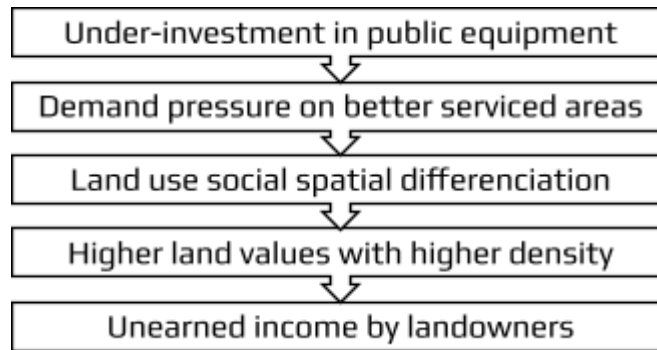 Under-investment in public equipment
Demand pressure on better serviced areas
Land use social spatial differenciation
Higher land values with higher density
Unearned income by landowners